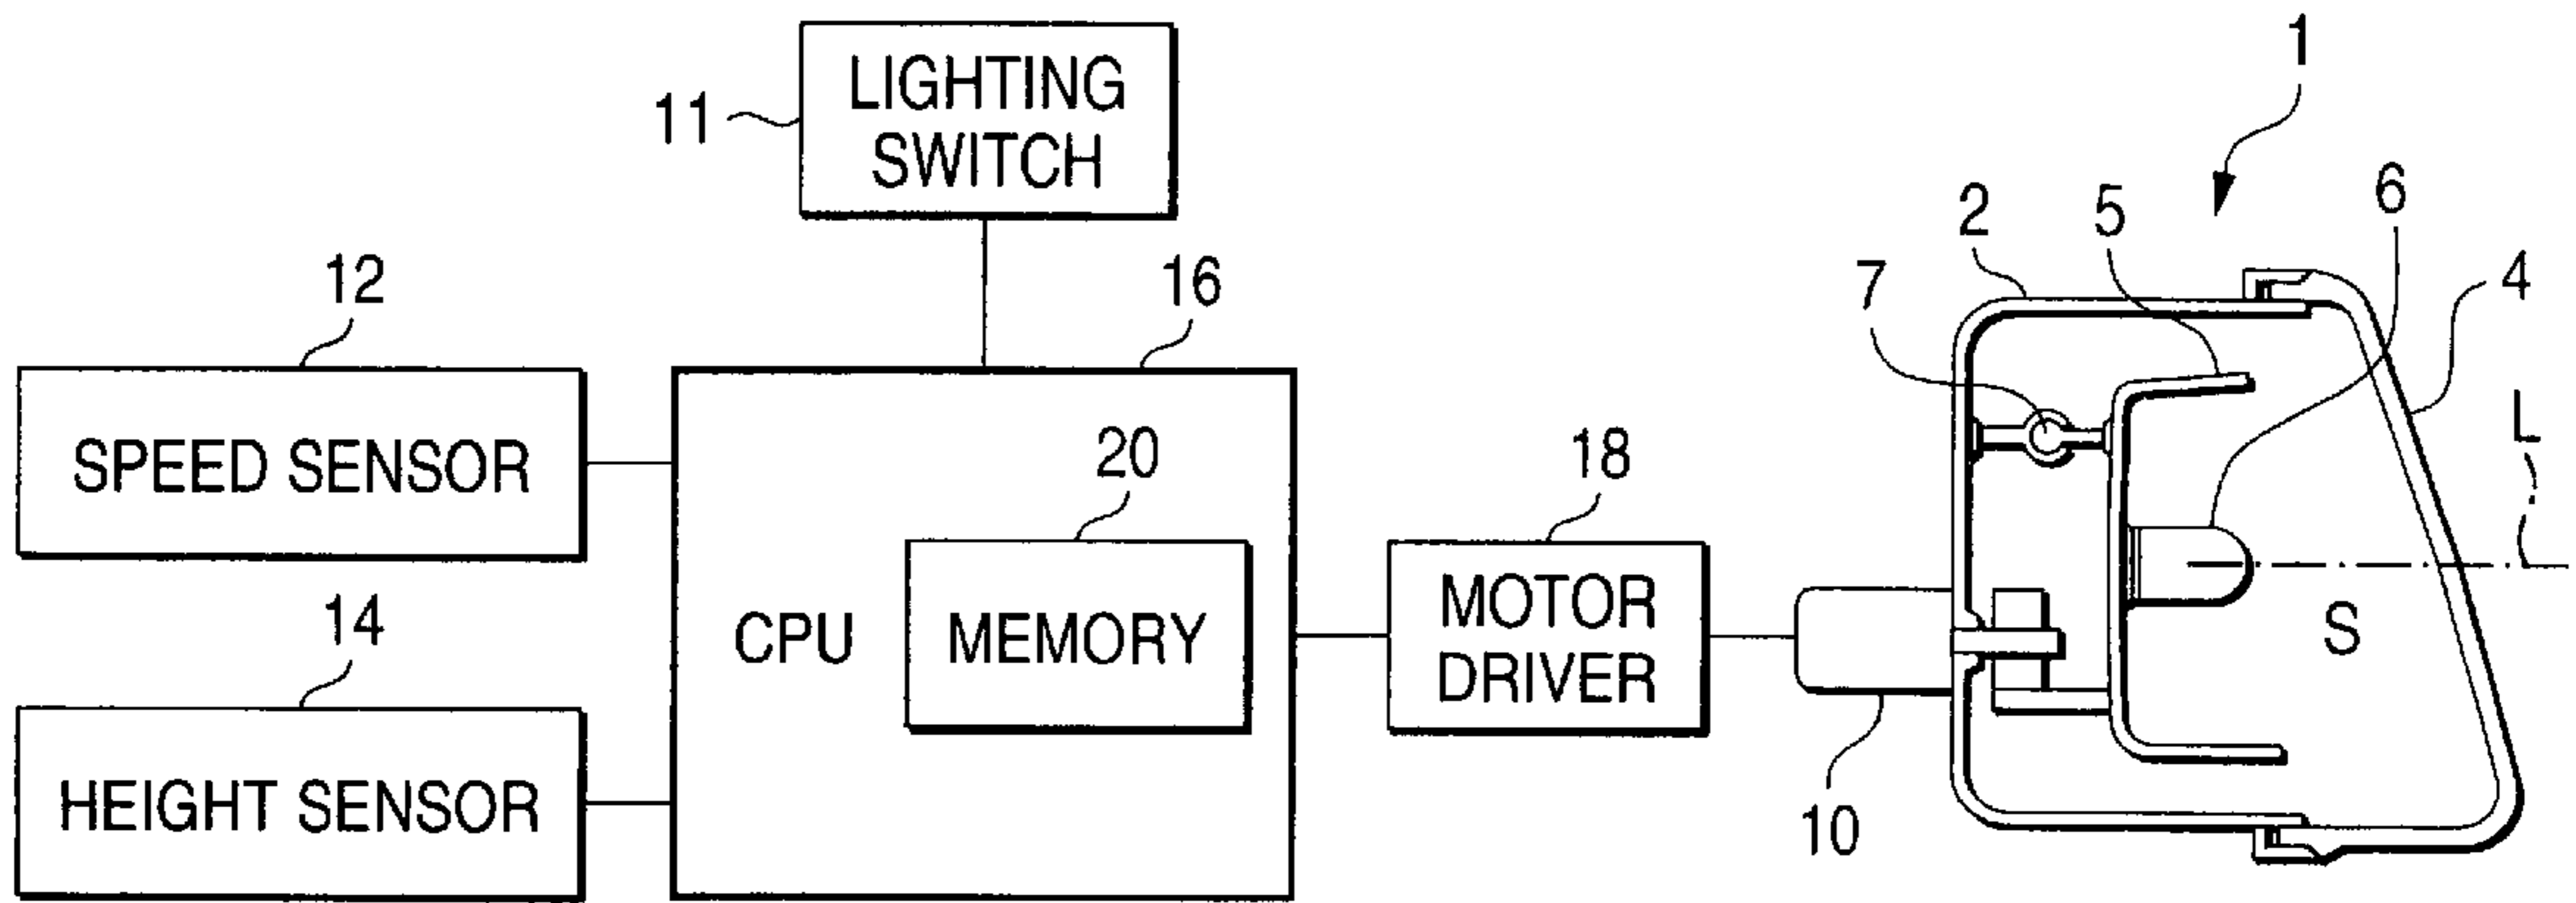 1
LIGHTING
SWITCH
11
2
5
6
7
4
12
16
L
SPEED SENSOR
20
18
CPU
MEMORY
MOTOR
DRIVER
S
14
HEIGHT SENSOR
10